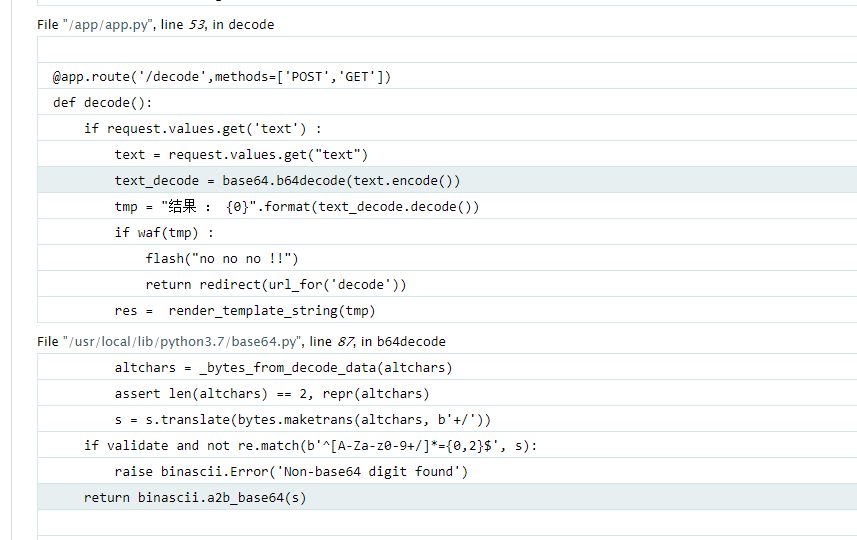 File "/app/app.py", line 53, in decode
@app.route('/decode',methods=['POST','GET'])
def decode():
    if request.values.get('text') :
        text = request.values.get("text")
        text_decode = base64.b64decode(text.encode())
        tmp = "结果 ： {0}".format(text_decode.decode())
        if waf(tmp) :
            flash("no no no !!")
            return redirect(url_for('decode'))
        res =  render_template_string(tmp)
File "/usr/local/lib/python3.7/base64.py", line 87, in b64decode
        altchars = _bytes_from_decode_data(altchars)
        assert len(altchars) == 2, repr(altchars)
        s = s.translate(bytes.maketrans(altchars, b'+/'))
    if validate and not re.match(b'^[A-Za-z0-9+/]*={0,2}$', s):
        raise binascii.Error('Non-base64 digit found')
    return binascii.a2b_base64(s)